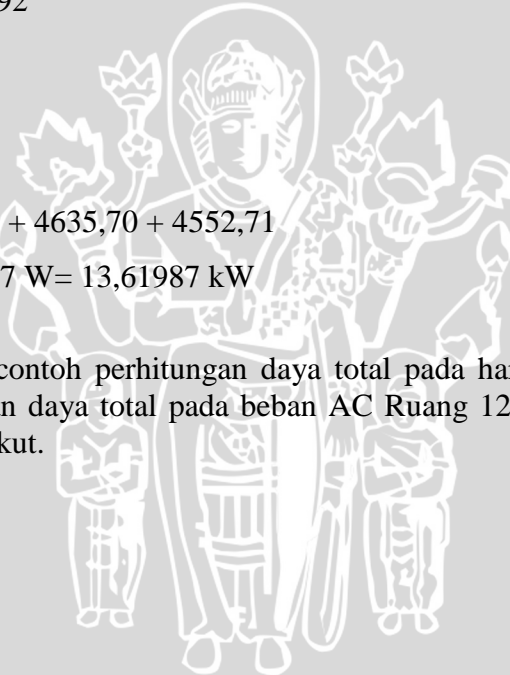 92
+ 4635,70 + 4552,71
7 W= 13,61987 kW
contoh perhitungan daya total pada har
n daya total pada beban AC Ruang 12
kut.